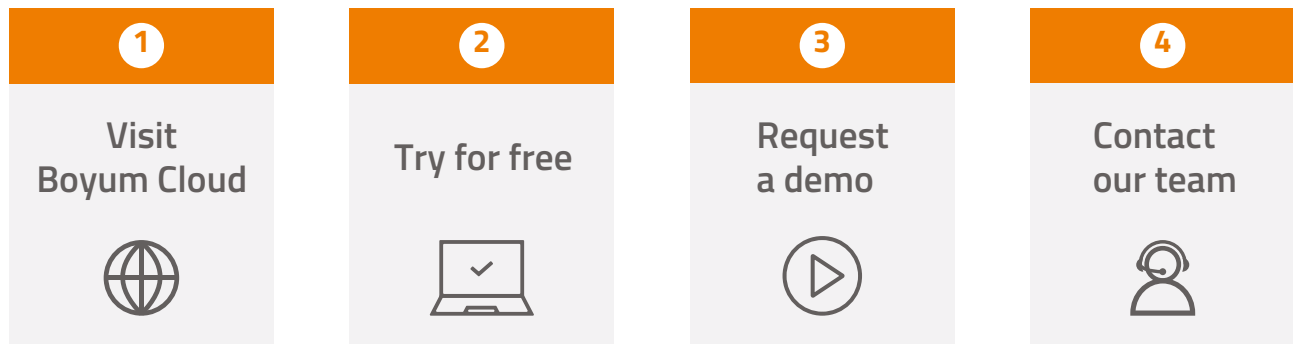 1
Visit
Boyum Cloud
2
Try for free
3
Request
a demo
4
Contact
our team